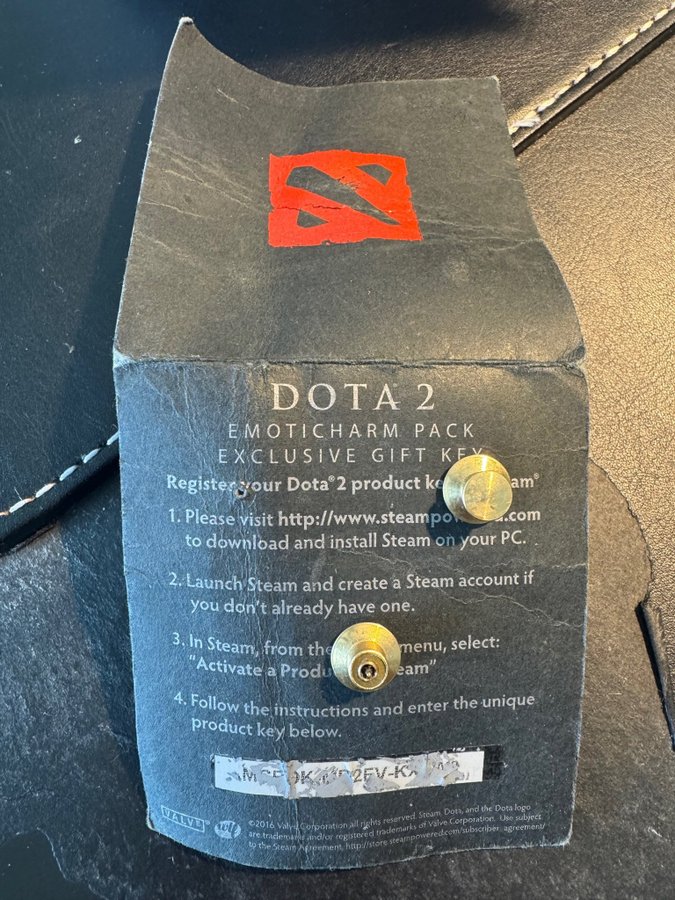 DOTA 2
EMOTICHARM PACK
EXCLUSIVE GIFT
Register your Dota® 2 product
1. Please visit http://www.steampowered.com
to download and install Steam on your PC.
2. Launch Steam and create a Steam account if
you don't already have one.
3. In Steam, from the menu, select:
"Activate a
4. Follow the instructions and enter the unique
product key below.
VALVE
©2016 Valve Corporation all rights reserved. Steam, Dota, and the Dota logo
are trademarks and/or registered trademarks of Valve Corporation. Use subject
to the Steam Agreement, http://store.steampowered.com/subscriber_agreement/